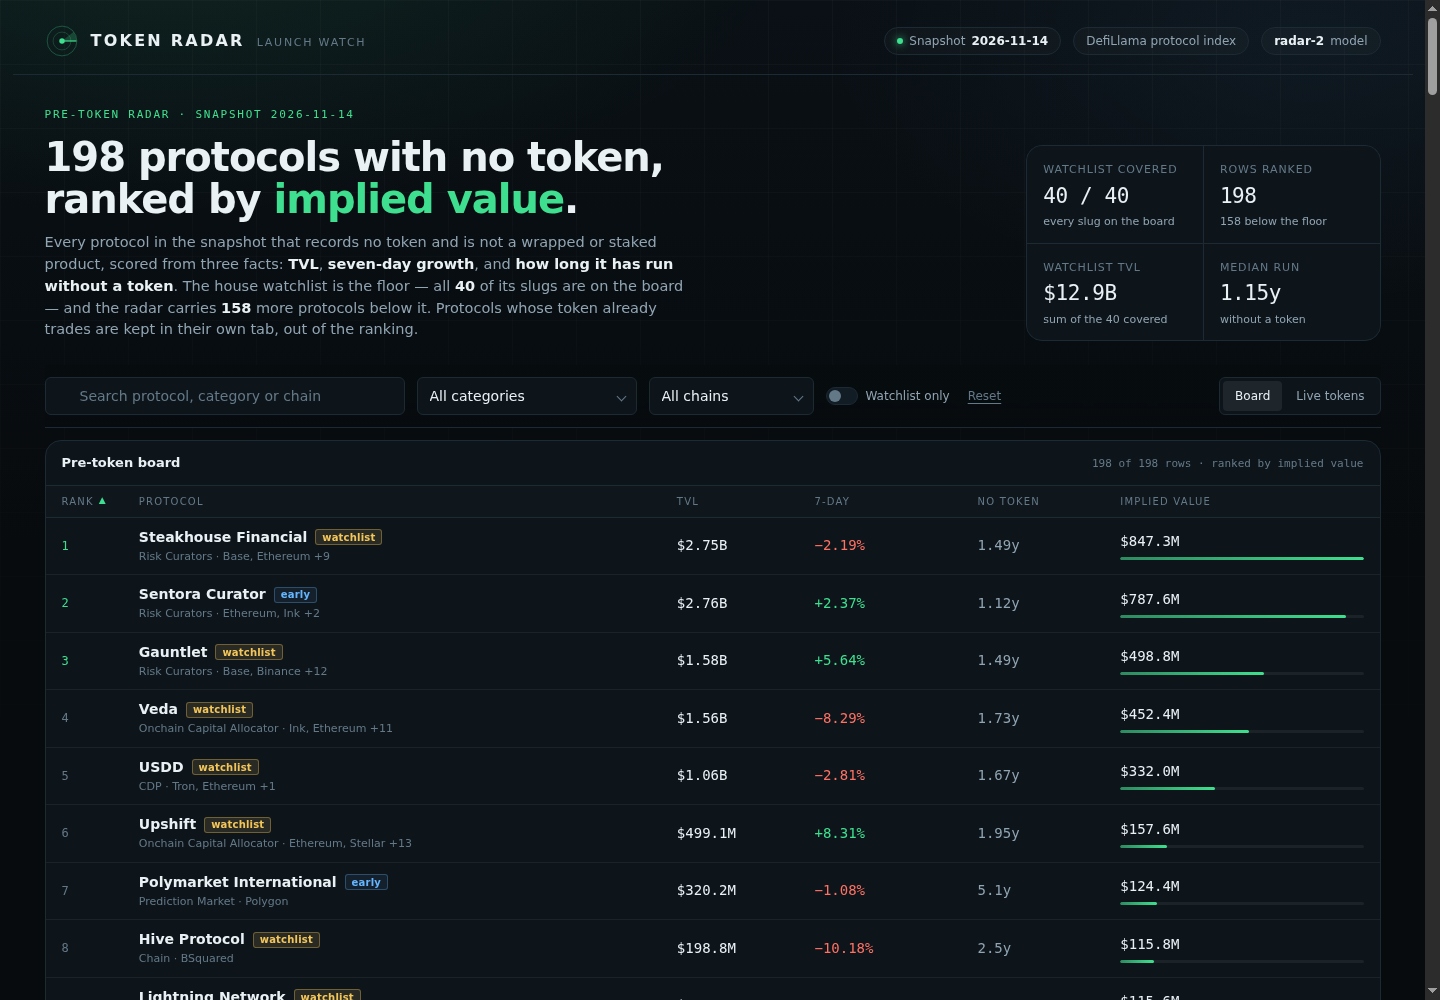 TOKEN RADAR LAUNCH WATCH
Snapshot 2026-11-14
DefiLlama protocol index
radar-2 model
PRE-TOKEN RADAR · SNAPSHOT 2026-11-14
198 protocols with no token,
ranked by implied value.
Every protocol in the snapshot that records no token and is not a wrapped or staked
product, scored from three facts: TVL, seven-day growth, and how long it has run
without a token. The house watchlist is the floor — all 40 of its slugs are on the board
— and the radar carries 158 more protocols below it. Protocols whose token already
trades are kept in their own tab, out of the ranking.
WATCHLIST COVERED
40 / 40
every slug on the board
ROWS RANKED
198
158 below the floor
WATCHLIST TVL
$12.9B
sum of the 40 covered
MEDIAN RUN
1.15y
without a token
Search protocol, category or chain
All categories
All chains
Watchlist only
Reset
Board
Live tokens
Pre-token board
198 of 198 rows · ranked by implied value
RANK ▲ PROTOCOL TVL 7-DAY NO TOKEN IMPLIED VALUE
1 Steakhouse Financial watchlist $2.75B −2.19% 1.49y $847.3M
Risk Curators · Base, Ethereum +9
2 Sentora Curator early $2.76B +2.37% 1.12y $787.6M
Risk Curators · Ethereum, Ink +2
3 Gauntlet watchlist $1.58B +5.64% 1.49y $498.8M
Risk Curators · Base, Binance +12
4 Veda watchlist $1.56B −8.29% 1.73y $452.4M
Onchain Capital Allocator · Ink, Ethereum +11
5 USDD watchlist $1.06B −2.81% 1.67y $332.0M
CDP · Tron, Ethereum +1
6 Upshift watchlist $499.1M +8.31% 1.95y $157.6M
Onchain Capital Allocator · Ethereum, Stellar +13
7 Polymarket International early $320.2M −1.08% 5.1y $124.4M
Prediction Market · Polygon
8 Hive Protocol watchlist $198.8M −10.18% 2.5y $115.8M
Chain · BSquared
Lightning Network watchlist $115.6M